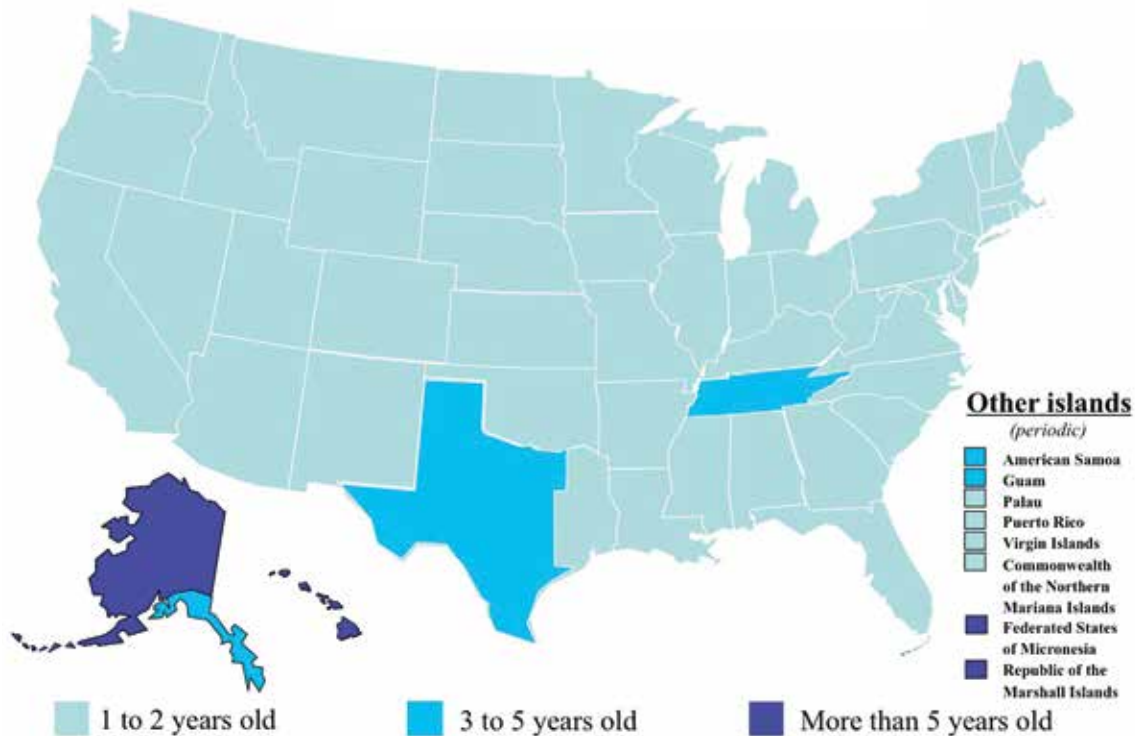 Other islands
(periodic)
American Samoa
Guam
Palau
Puerto Rico
Virgin Islands
Commonwealth
of the Northern
Mariana Islands
Federated States
of Micronesia
Republic of the
Marshall Islands
1 to 2 years old
3 to 5 years old
More than 5 years old